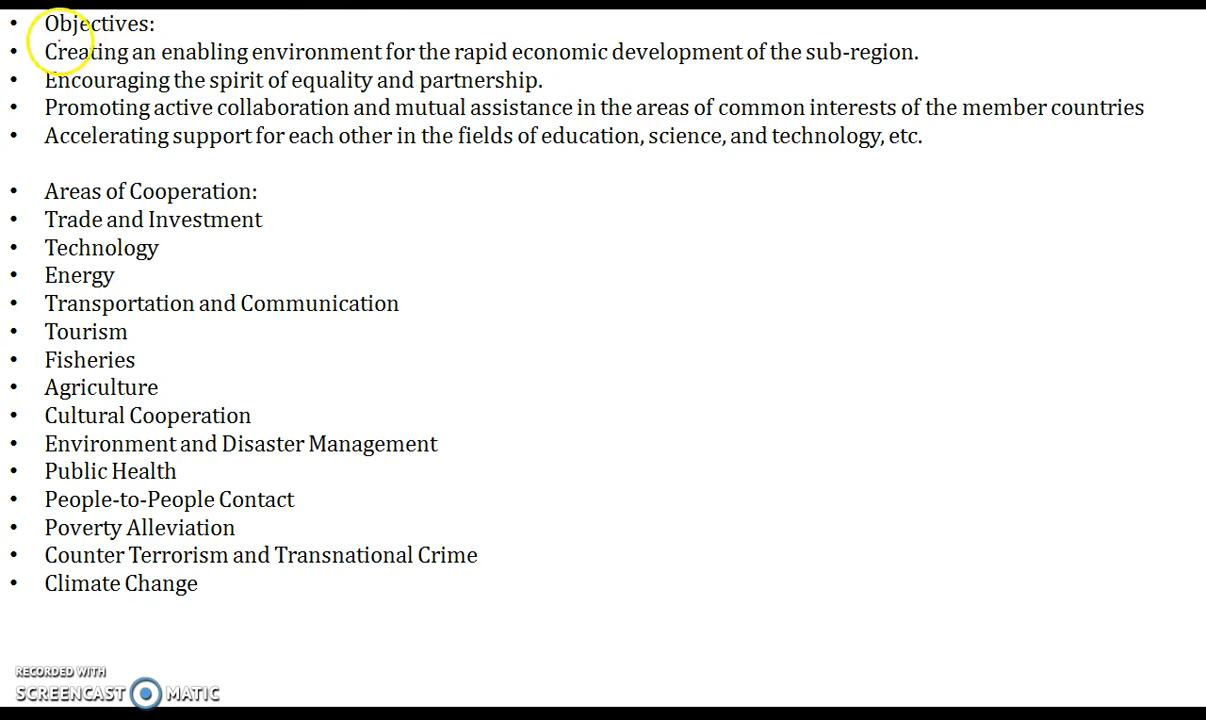 • Objectives:
• Creating an enabling environment for the rapid economic development of the sub-region.
• Encouraging the spirit of equality and partnership.
• Promoting active collaboration and mutual assistance in the areas of common interests of the member countries
• Accelerating support for each other in the fields of education, science, and technology, etc.
• Areas of Cooperation:
• Trade and Investment
• Technology
• Energy
• Transportation and Communication
• Tourism
• Fisheries
• Agriculture
• Cultural Cooperation
• Environment and Disaster Management
• Public Health
• People-to-People Contact
• Poverty Alleviation
• Counter Terrorism and Transnational Crime
• Climate Change
RECORDED WITH
SCREENCAST MATIC